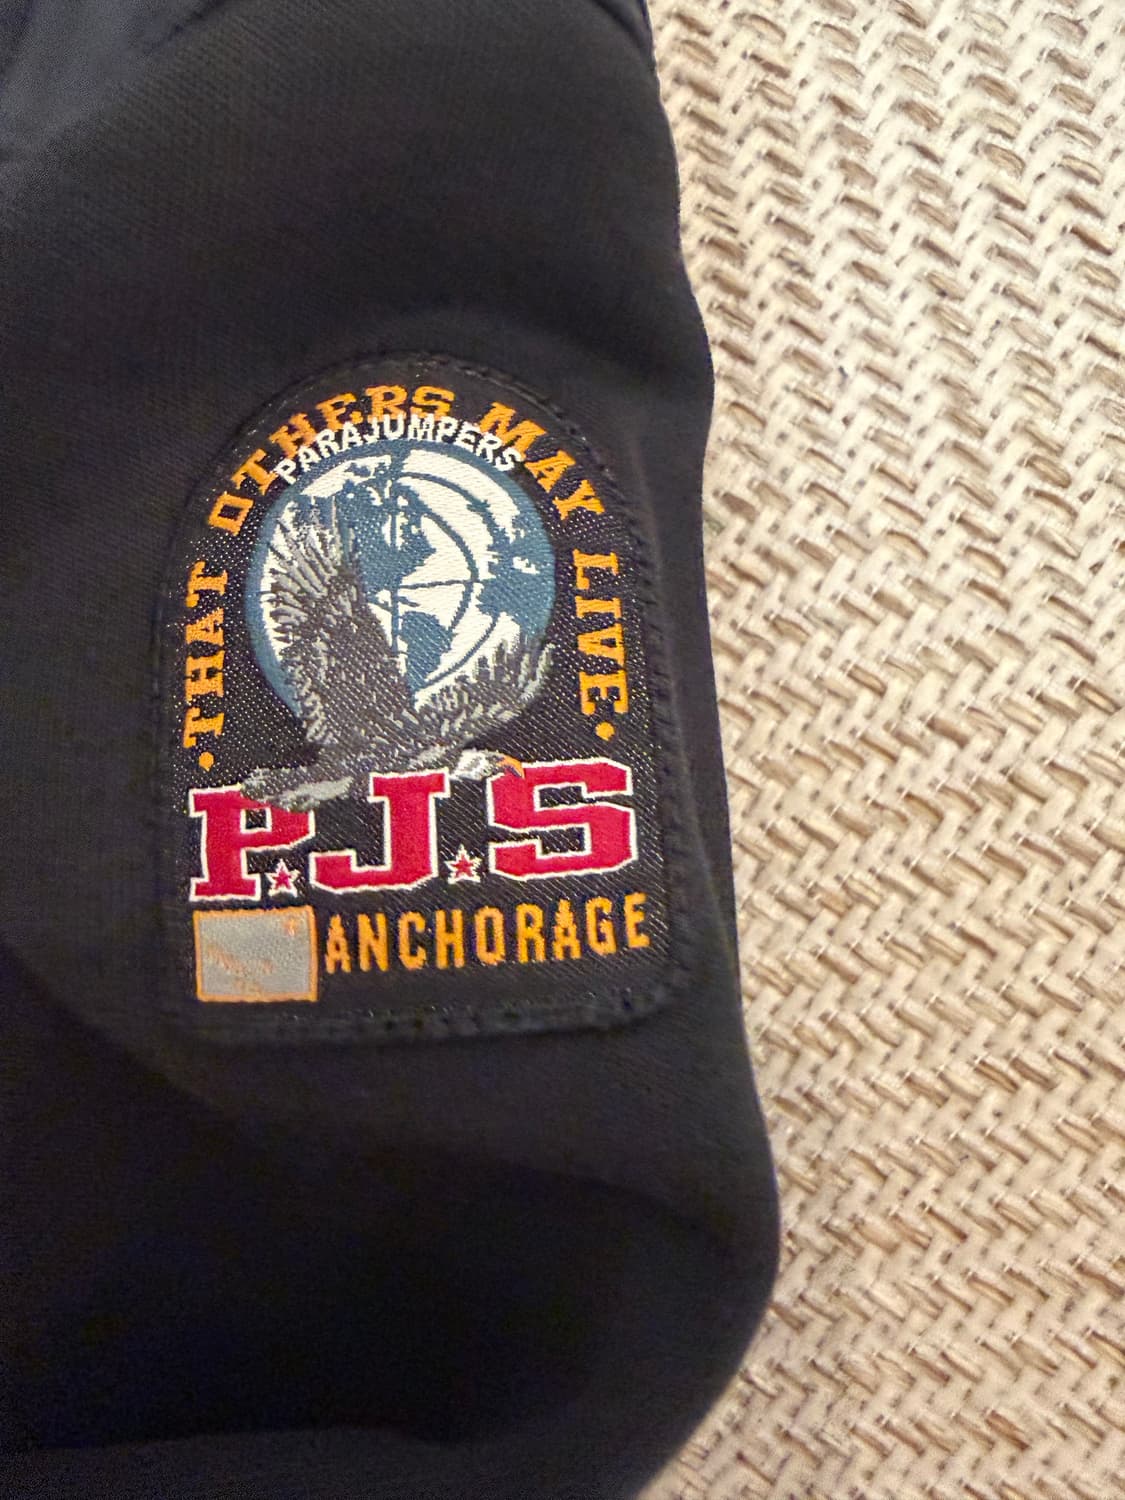 ·THAT OTHERS MAY LIVE·
PARAJUMPERS
P.J.S
ANCHORAGE